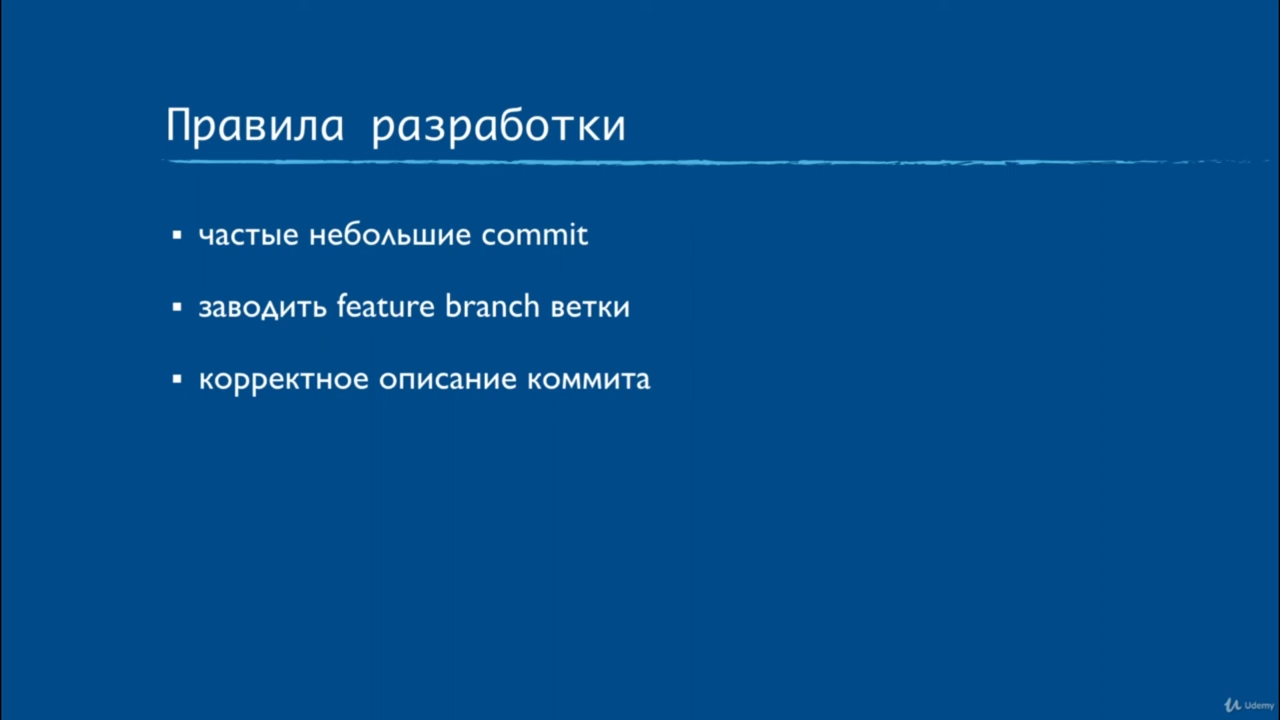 Правила разработки
▪ частые небольшие commit
▪ заводить feature branch ветки
▪ корректное описание коммита
Udemy